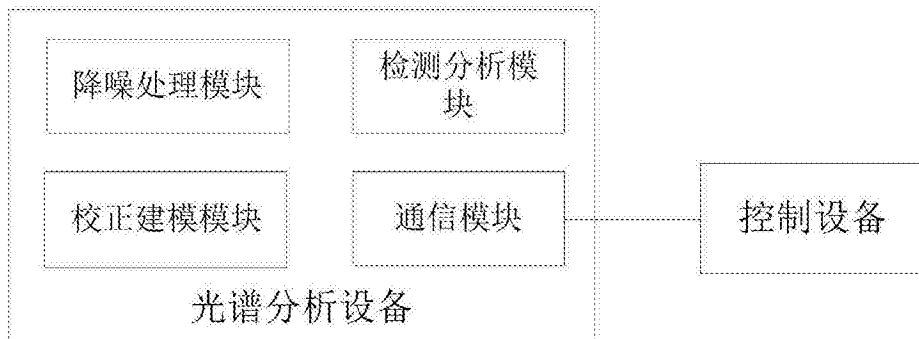 降噪处理模块
检测分析模
块
校正建模模块
通信模块
控制设备
光谱分析设备